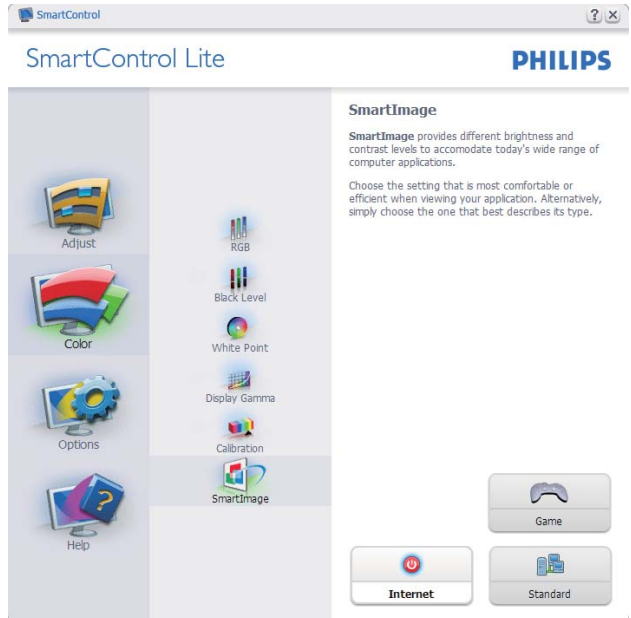 SmartControl
? X
SmartControl Lite
PHILIPS
Adjust
Color
Options
?
Help
RGB
Black Level
White Point
Display Gamma
Calibration
SmartImage
SmartImage
SmartImage provides different brightness and
contrast levels to accomodate today's wide range of
computer applications.
Choose the setting that is most comfortable or
efficient when viewing your application. Alternatively,
simply choose the one that best describes its type.
Game
Internet
Standard